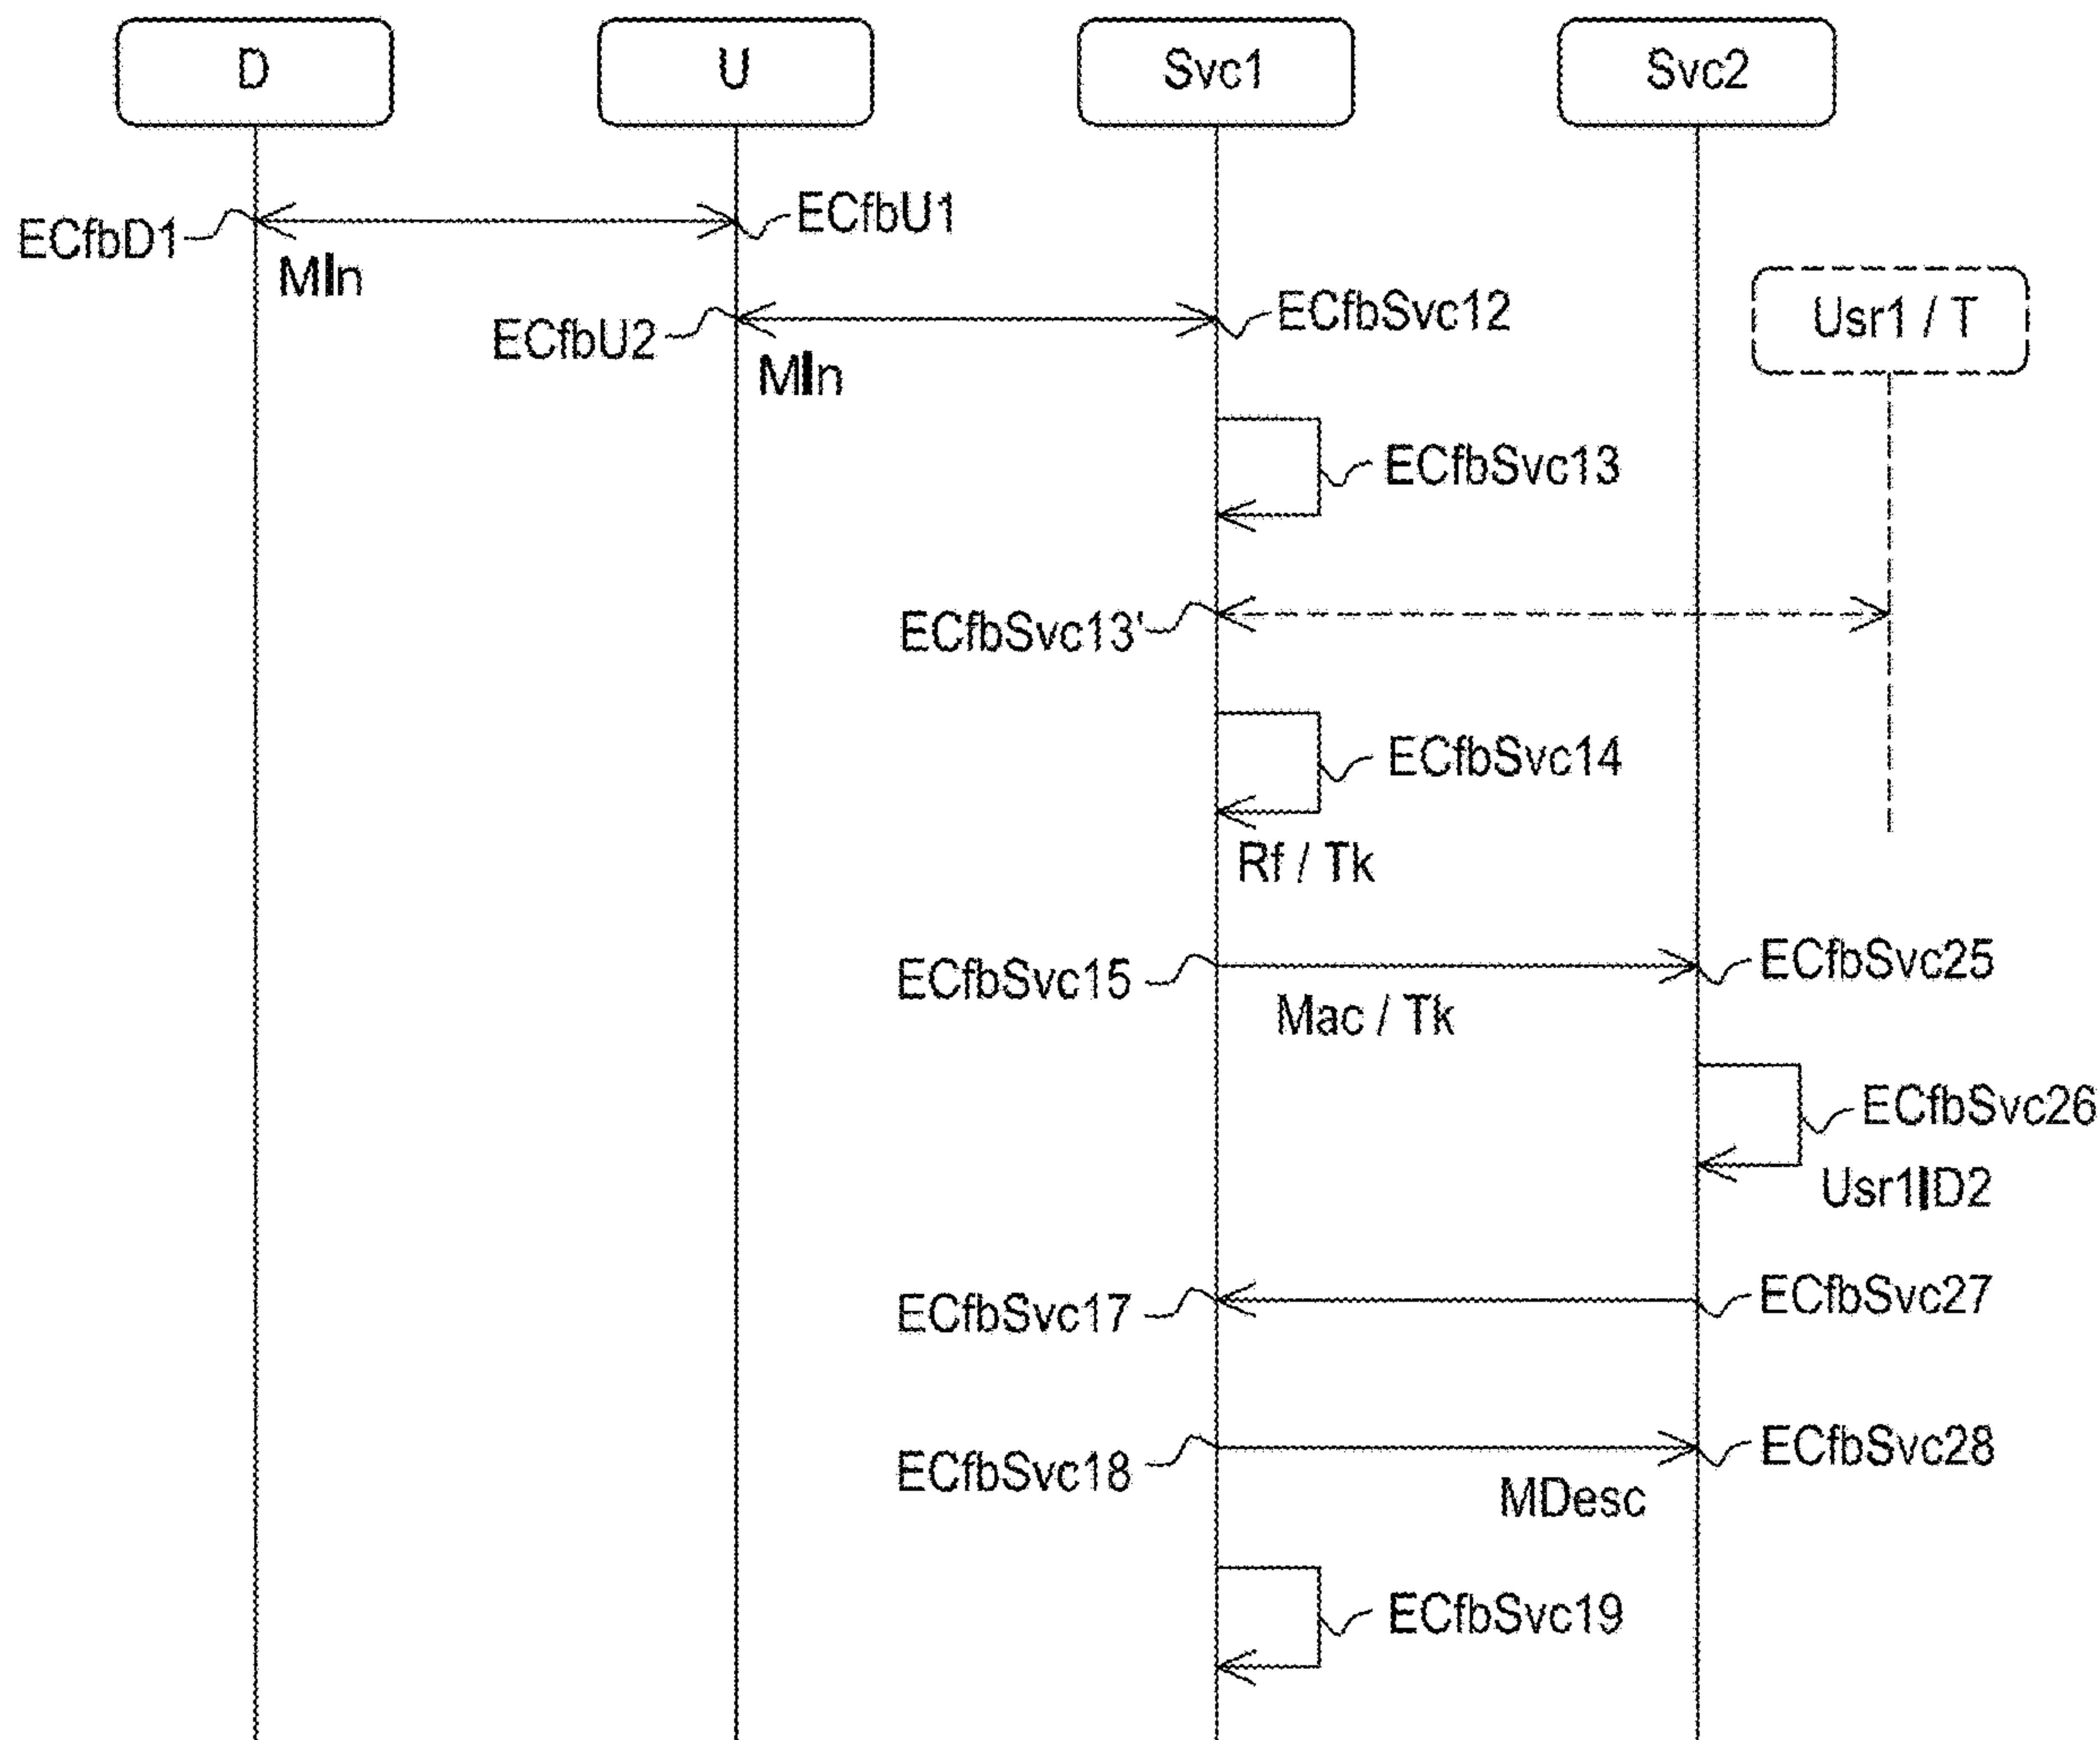 D
U
Svc1
Svc2
ECfbD1
ECfbU1
MIn
ECfbU2
ECfbSvc12
Usr1 / T
MIn
ECfbSvc13
ECfbSvc13'
ECfbSvc14
Rf / Tk
ECfbSvc15
ECfbSvc25
Mac / Tk
ECfbSvc26
Usr1ID2
ECfbSvc17
ECfbSvc27
ECfbSvc18
ECfbSvc28
MDesc
ECfbSvc19